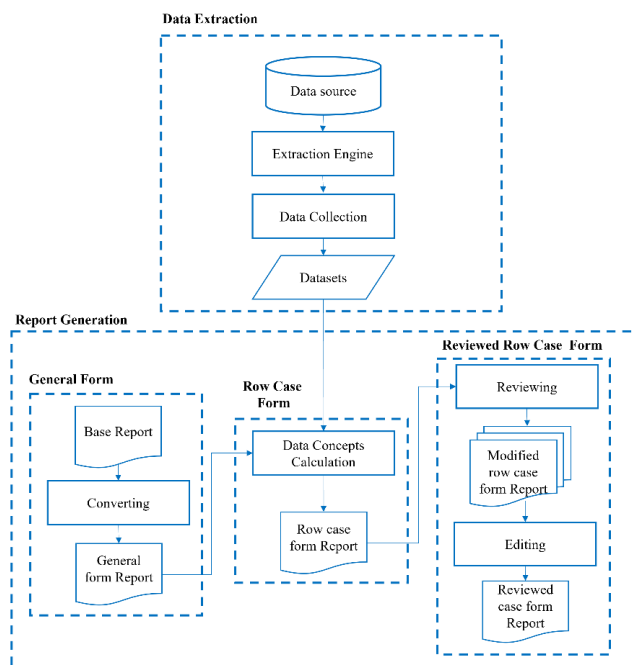 Data Extraction
Data source
Extraction Engine
Data Collection
Datasets
Report Generation
General Form
Base Report
Converting
General
form Report
Row Case
Form
Data Concepts
Calculation
Row case
form Report
Reviewed Row Case Form
Reviewing
Modified
row case
form Report
Editing
Reviewed
case form
Report